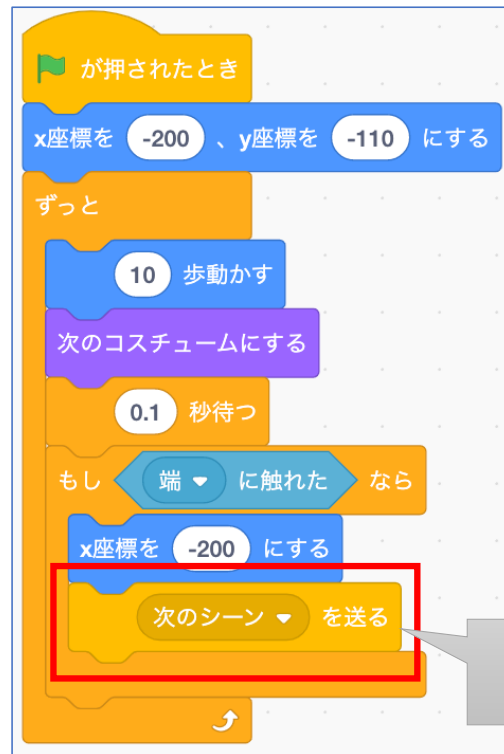 が押されたとき
x座標を -200 、y座標を -110 にする
ずっと
10 歩動かす
次のコスチュームにする
0.1 秒待つ
もし 端 に触れた なら
x座標を -200 にする
次のシーン を送る